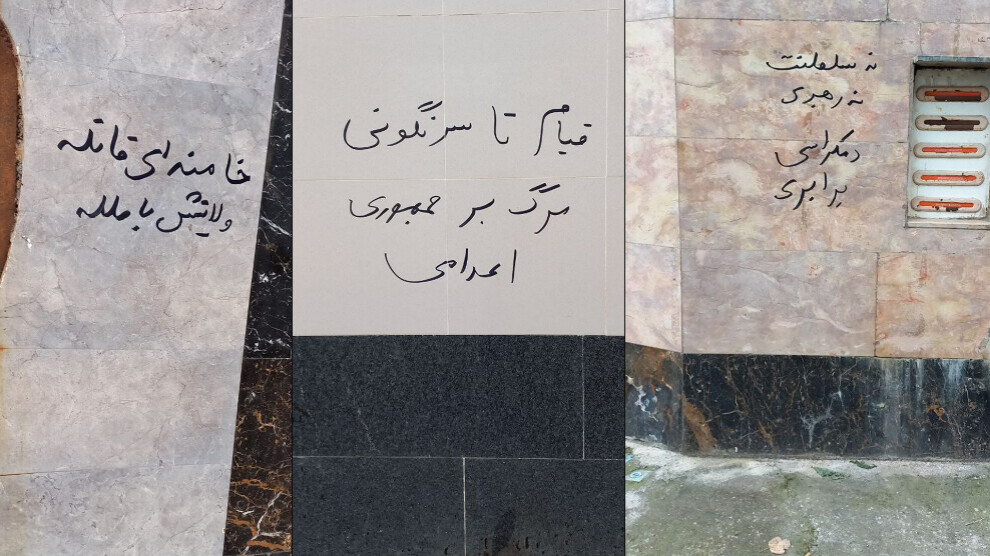 خامنه‌ای قاتله
ولایتش باطله
قیام تا سرنگونی
مرگ بر جمهوری
اعدامی
نه سلطنت
نه رهبری
دمکراسی
برابری